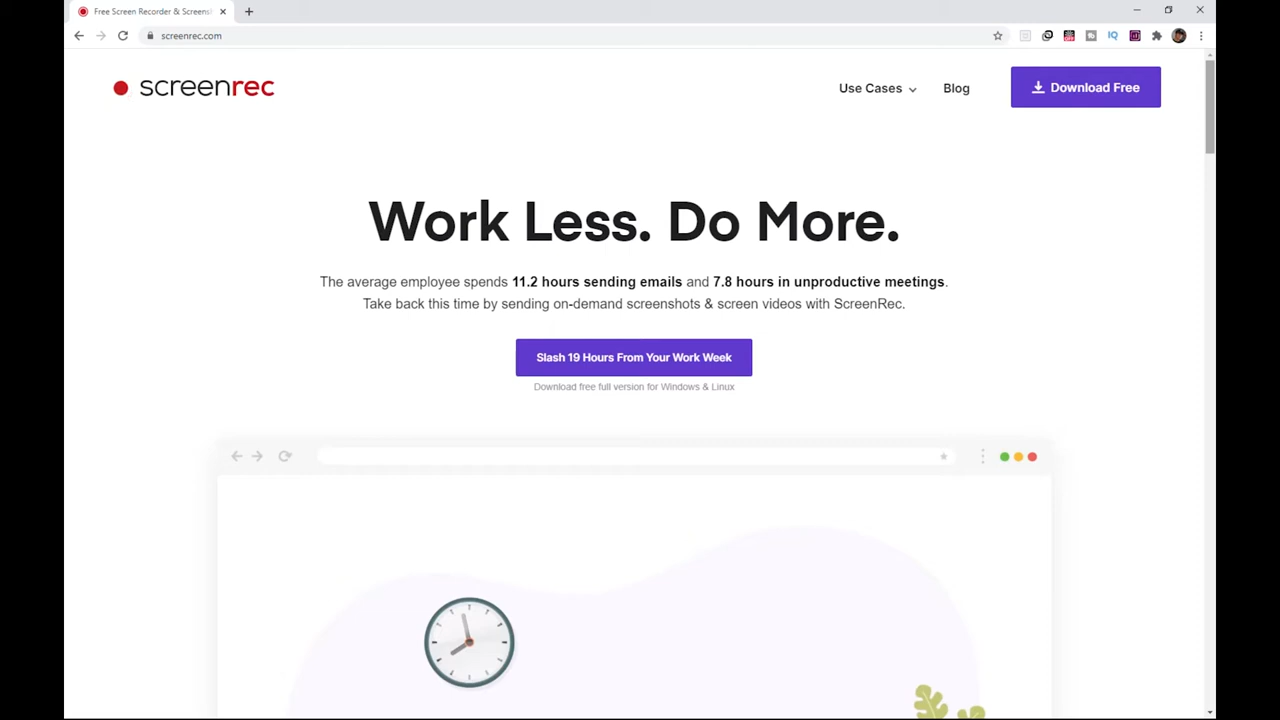 Free Screen Recorder & Screens
screenrec.com
screenrec
Use Cases
Blog
Download Free
Work Less. Do More.
The average employee spends 11.2 hours sending emails and 7.8 hours in unproductive meetings.
Take back this time by sending on-demand screenshots & screen videos with ScreenRec.
Slash 19 Hours From Your Work Week
Download free full version for Windows & Linux